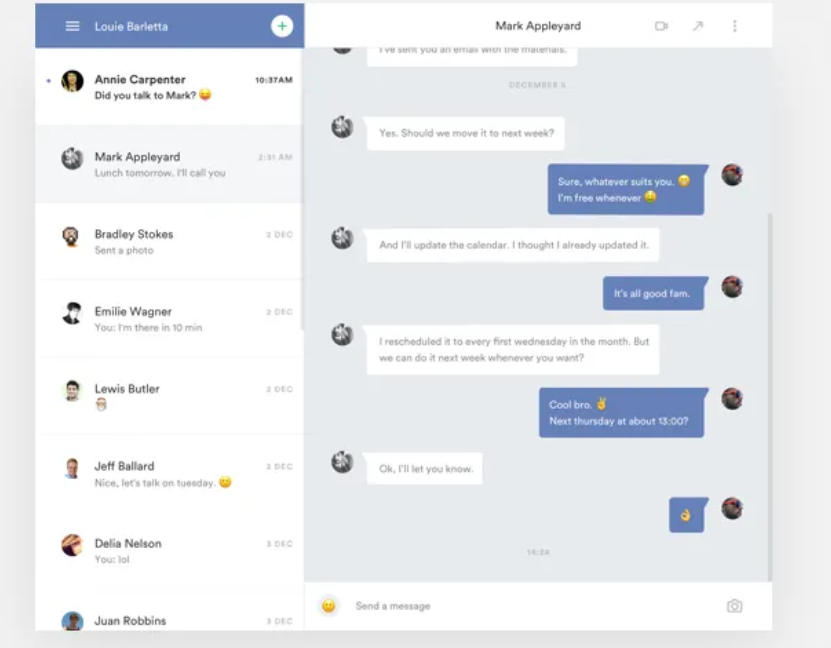 Louie Barletta
Annie Carpenter
10:37AM
Did you talk to Mark? 😛
Mark Appleyard
2:31 AM
Lunch tomorrow. I'll call you
Bradley Stokes
2 DEC
Sent a photo
Emilie Wagner
2 DEC
You: I'm there in 10 min
Lewis Butler
2 DEC
🎅
Jeff Ballard
2 DEC
Nice, let's talk on tuesday. 😀
Delia Nelson
3 DEC
You: lol
Juan Robbins
3 DEC
Mark Appleyard
I've sent you an email with the materials.
DECEMBER
Yes. Should we move it to next week?
Sure, whatever suits you. 😁
I'm free whenever 😄
And I'll update the calendar. I thought I already updated it.
It's all good fam.
I rescheduled it to every first wednesday in the month. But
we can do it next week whenever you want?
Cool bro. ✌
Next thursday at about 13:00?
Ok, I'll let you know.
👌
Send a message